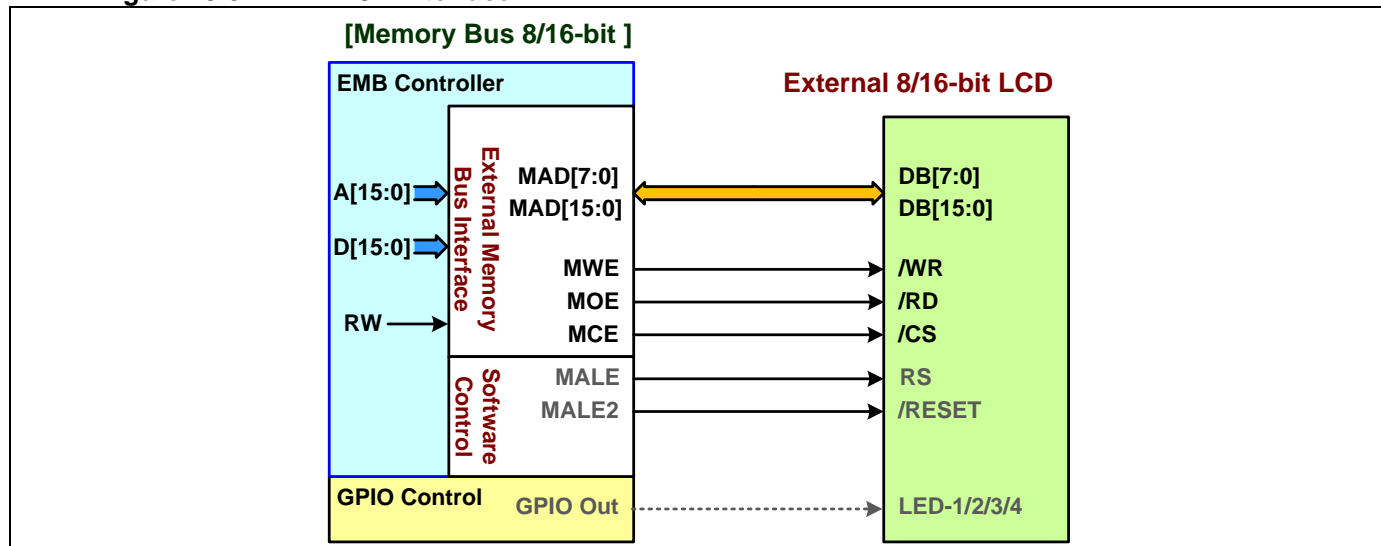 [Memory Bus 8/16-bit ]
EMB Controller
External 8/16-bit LCD
External Memory
Bus Interface
A[15:0]
D[15:0]
RW
MAD[7:0]
MAD[15:0]
MWE
MOE
MCE
DB[7:0]
DB[15:0]
/WR
/RD
/CS
Software
Control
MALE
MALE2
RS
/RESET
GPIO Control
GPIO Out
LED-1/2/3/4